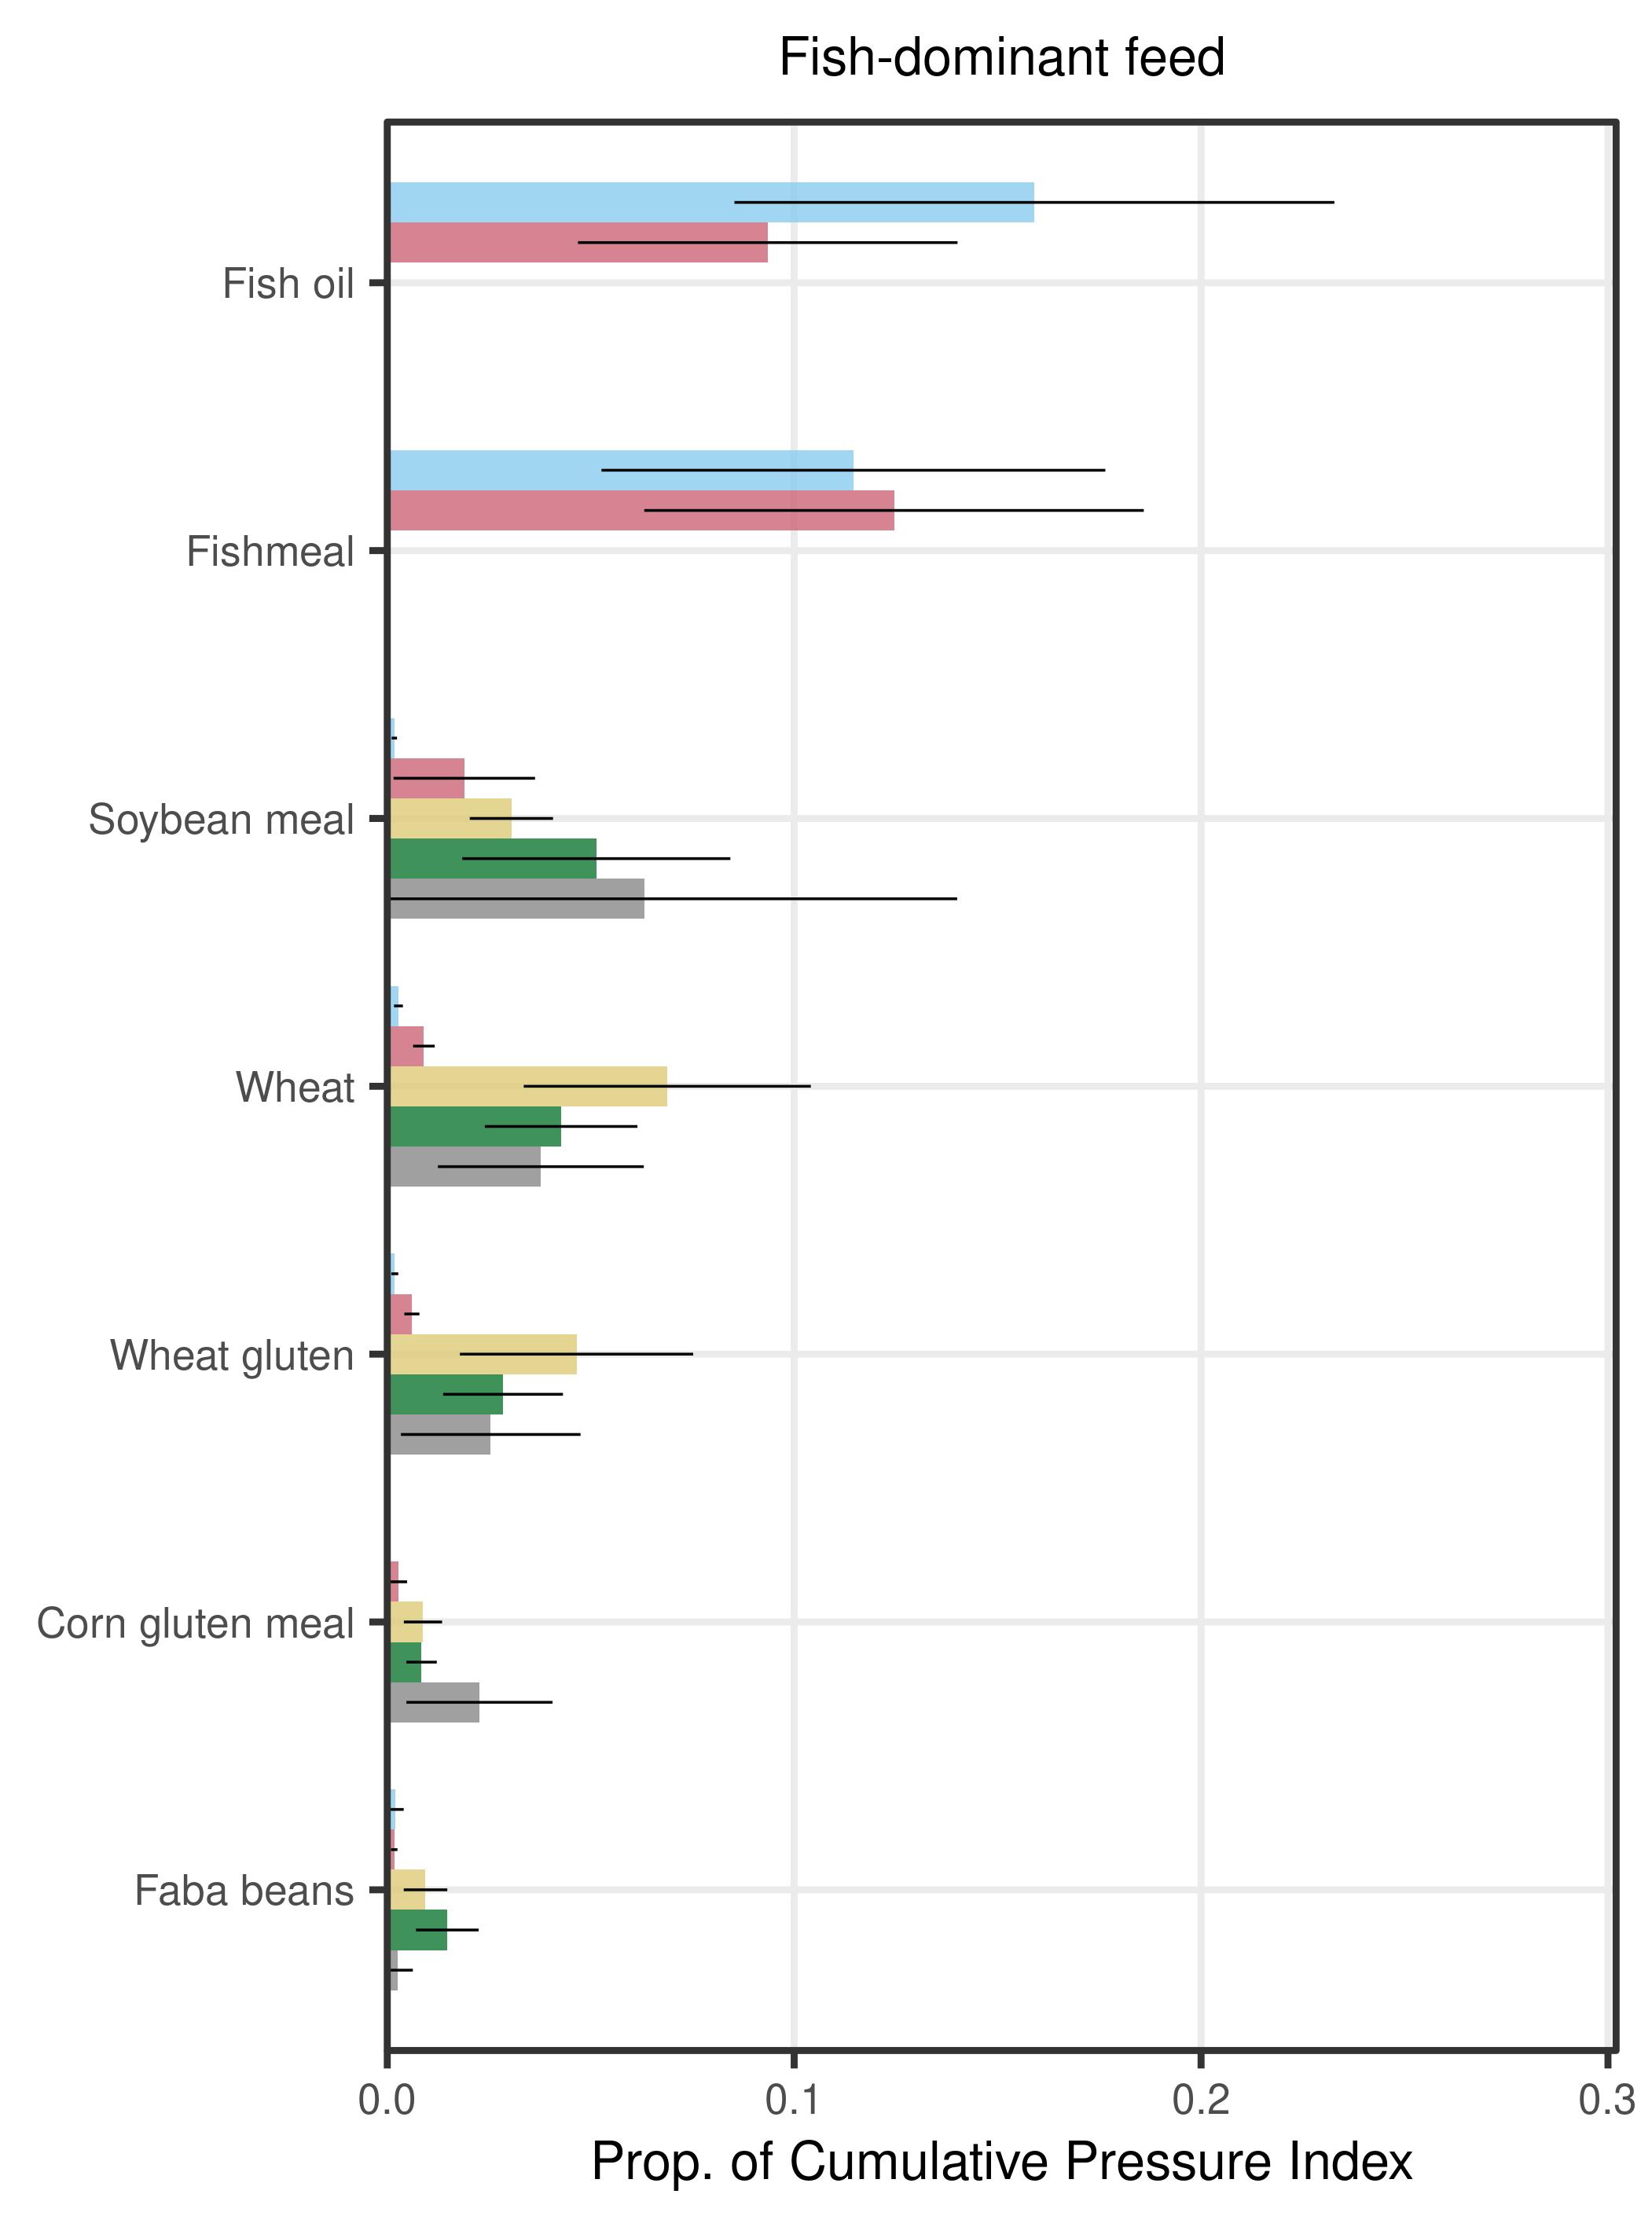 Fish-dominant feed
Fish oil
Fishmeal
Soybean meal
Wheat
Wheat gluten
Corn gluten meal
Faba beans
0.0 0.1 0.2 0.3
Prop. of Cumulative Pressure Index